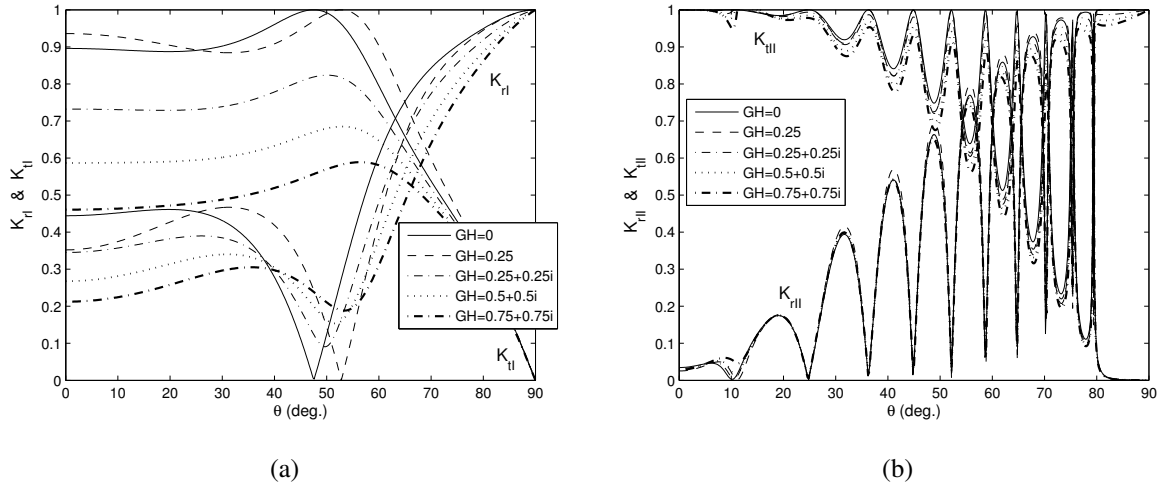 1
0.9
0.8
0.7
0.6
0.5
0.4
0.3
0.2
0.1
0
K_rI & K_tI
0 10 20 30 40 50 60 70 80 90
θ (deg.)
K_rI
K_tI
GH=0
GH=0.25
GH=0.25+0.25i
GH=0.5+0.5i
GH=0.75+0.75i
(a)
1
0.9
0.8
0.7
0.6
0.5
0.4
0.3
0.2
0.1
0
K_rII & K_tII
0 10 20 30 40 50 60 70 80 90
θ (deg.)
K_tII
K_rII
GH=0
GH=0.25
GH=0.25+0.25i
GH=0.5+0.5i
GH=0.75+0.75i
(b)